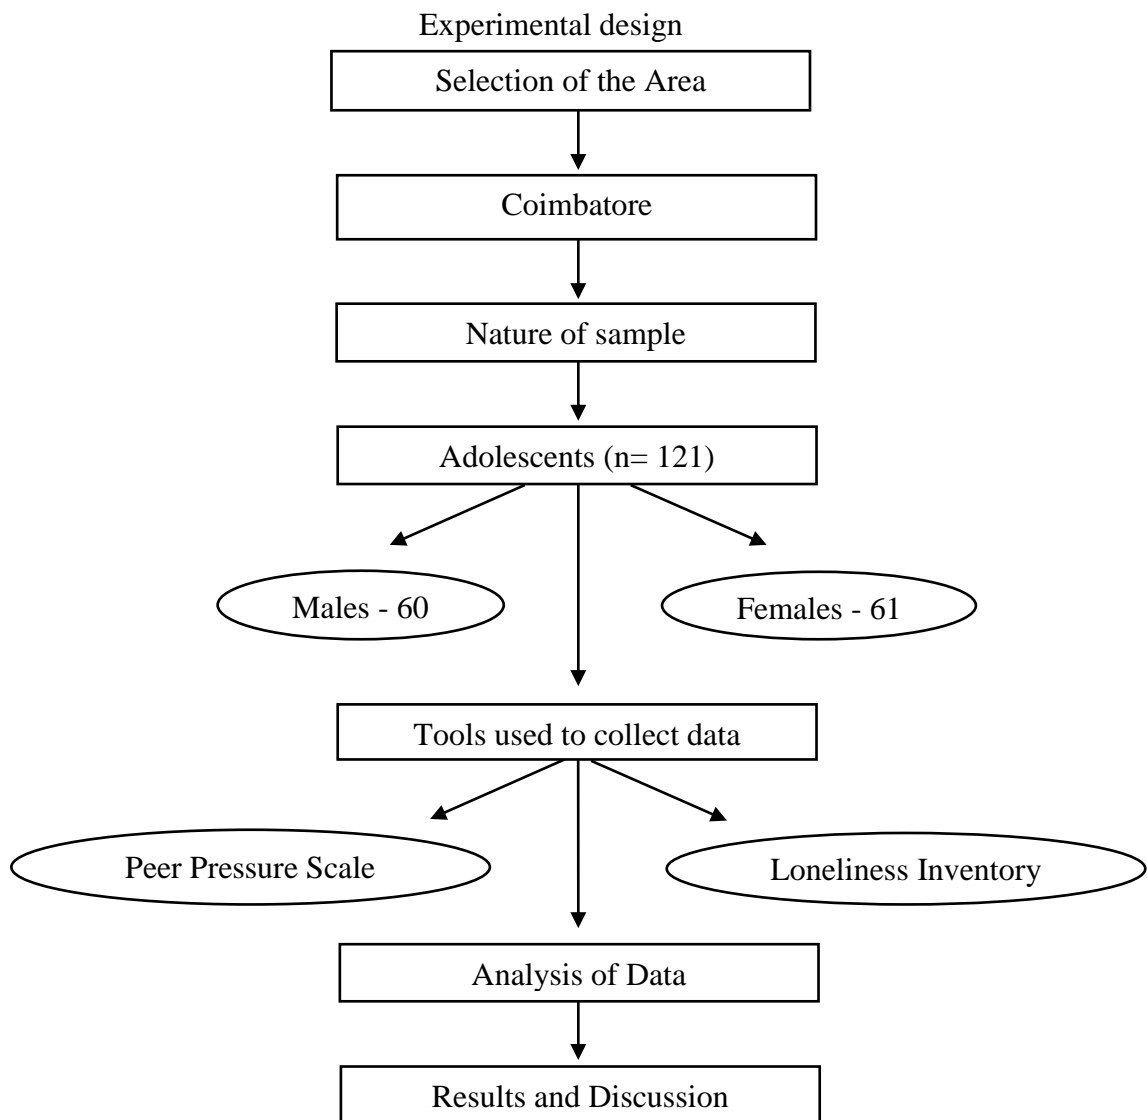 Experimental design
Selection of the Area
Coimbatore
Nature of sample
Adolescents (n= 121)
Males - 60
Females - 61
Tools used to collect data
Peer Pressure Scale
Loneliness Inventory
Analysis of Data
Results and Discussion